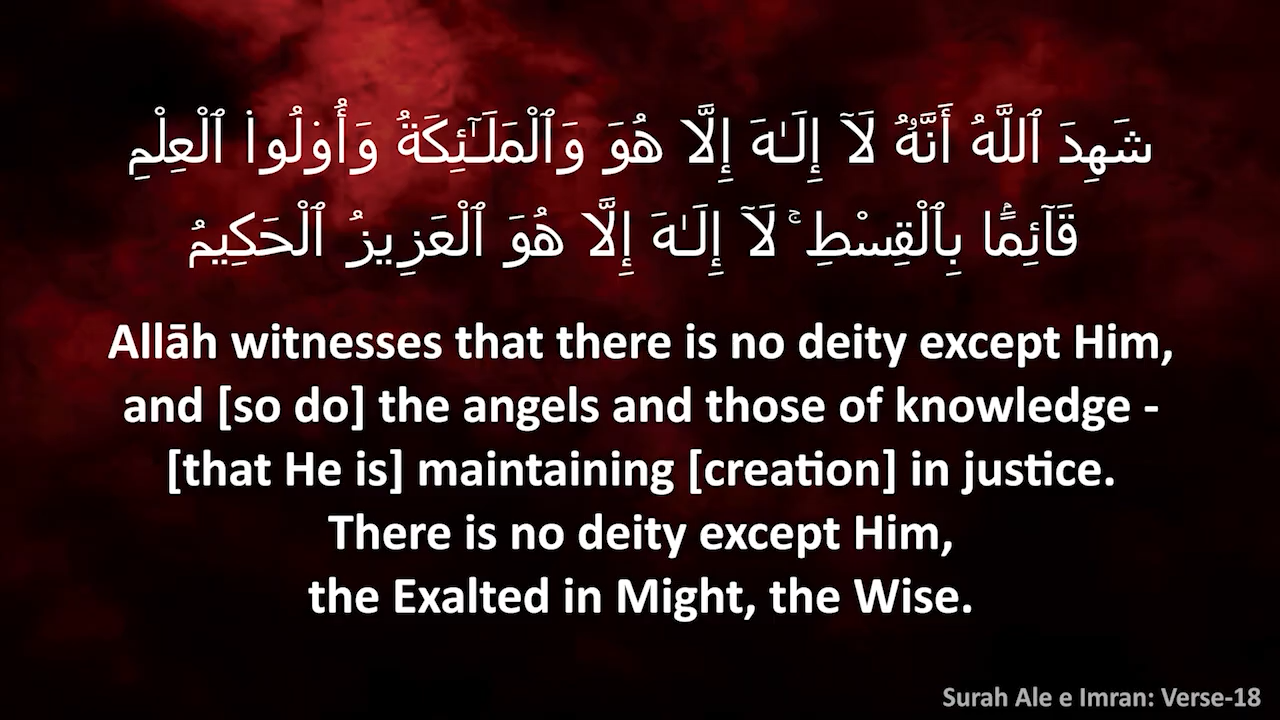 شَهِدَ ٱللَّهُ أَنَّهُۥ لَآ إِلَـٰهَ إِلَّا هُوَ وَٱلْمَلَـٰٓئِكَةُ وَأُو۟لُوا۟ ٱلْعِلْمِ
قَآئِمًۢا بِٱلْقِسْطِ ۚ لَآ إِلَـٰهَ إِلَّا هُوَ ٱلْعَزِيزُ ٱلْحَكِيمُ
Allāh witnesses that there is no deity except Him,
and [so do] the angels and those of knowledge -
[that He is] maintaining [creation] in justice.
There is no deity except Him,
the Exalted in Might, the Wise.
Surah Ale e Imran: Verse-18